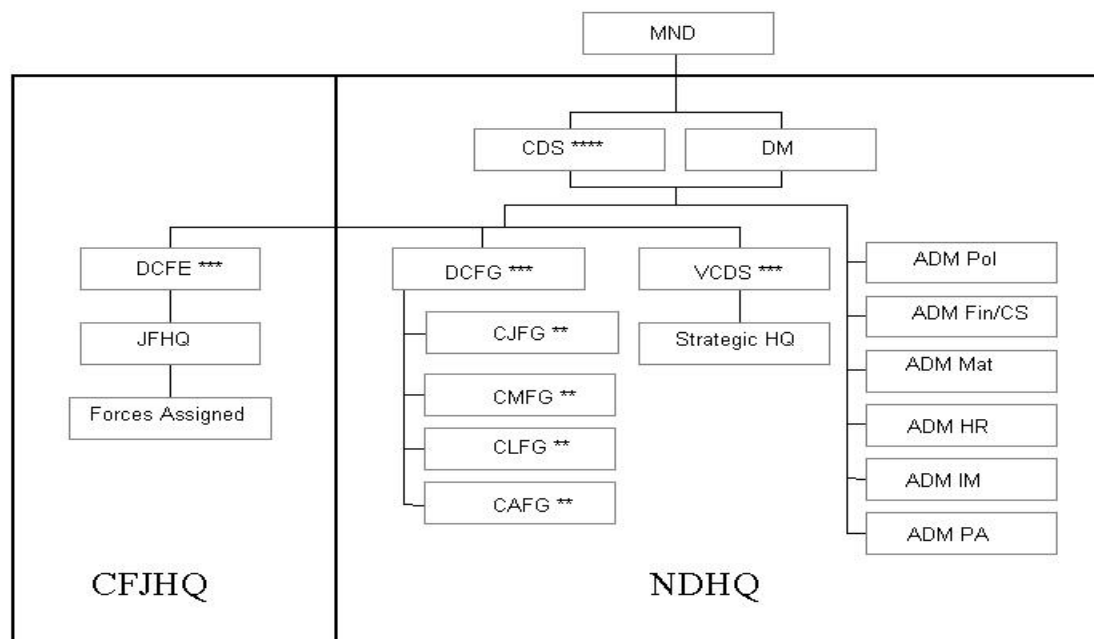 MND
CDS ****
DM
DCFE ***
DCFG ***
VCDS ***
ADM Pol
JFHQ
CJFG **
Strategic HQ
ADM Fin/CS
Forces Assigned
CMFG **
ADM Mat
CLFG **
ADM HR
CAFG **
ADM IM
ADM PA
CFJHQ
NDHQ